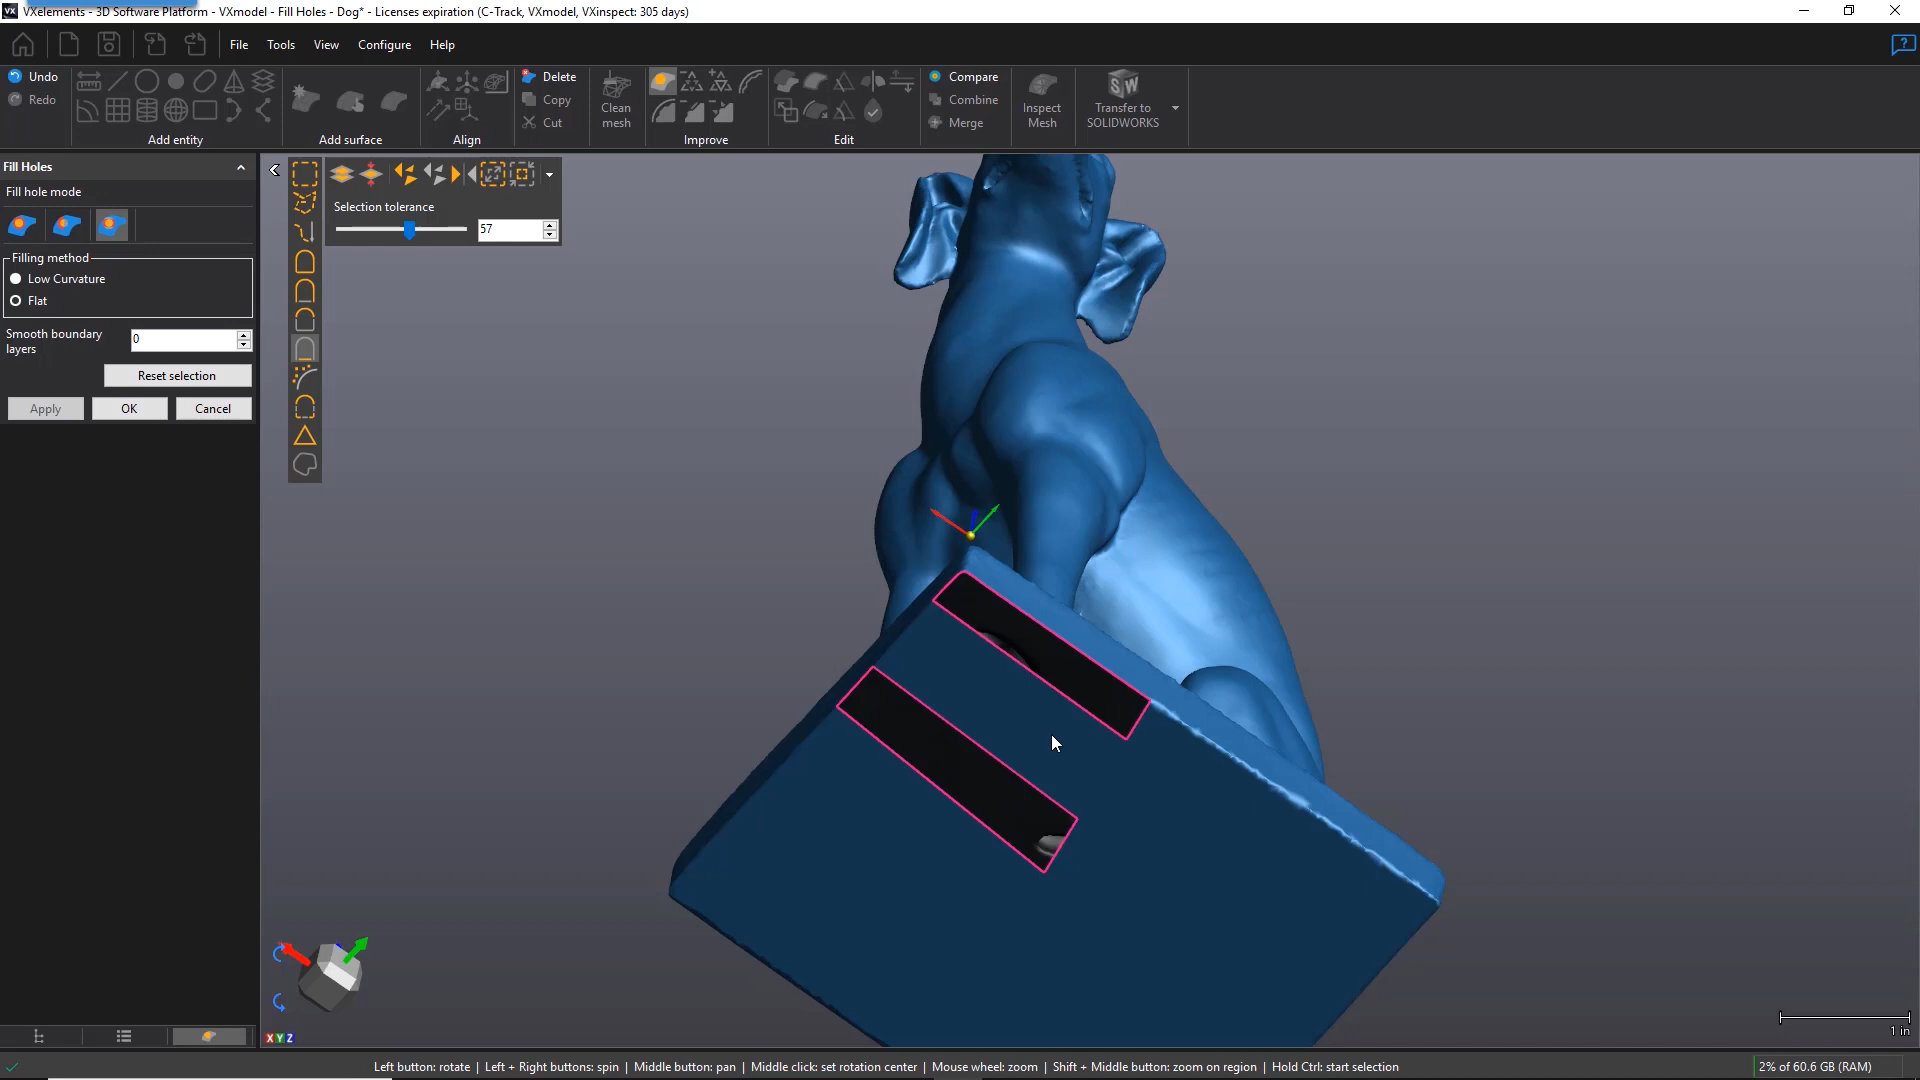 VX VXelements - 3D Software Platform - VXmodel - Fill Holes - Dog* - Licenses expiration (C-Track, VXmodel, VXinspect: 305 days)
File Tools View Configure Help
Undo
Redo
Add entity
Add surface
Align
Delete
Copy
Cut
Clean
mesh
Improve
Edit
Compare
Combine
Merge
Inspect
Mesh
SW
Transfer to
SOLIDWORKS
Fill Holes
Fill hole mode
Filling method
Low Curvature
Flat
Smooth boundary
layers
0
Reset selection
Apply OK Cancel
Selection tolerance
57
X Y Z
1 in
Left button: rotate | Left + Right buttons: spin | Middle button: pan | Middle click: set rotation center | Mouse wheel: zoom | Shift + Middle button: zoom on region | Hold Ctrl: start selection
2% of 60.6 GB (RAM)